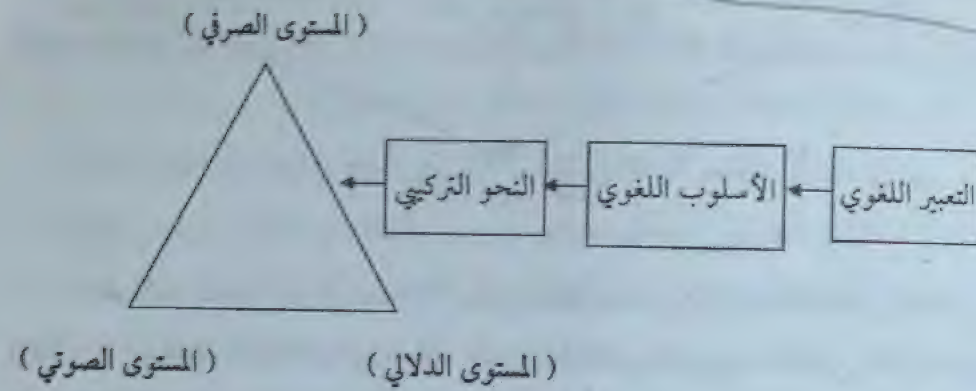 ( المستوى الصرفي )
التعبير اللغوي
الأسلوب اللغوي
النحو التركيبي
( المستوى الدلالي )
( المستوى الصوتي )